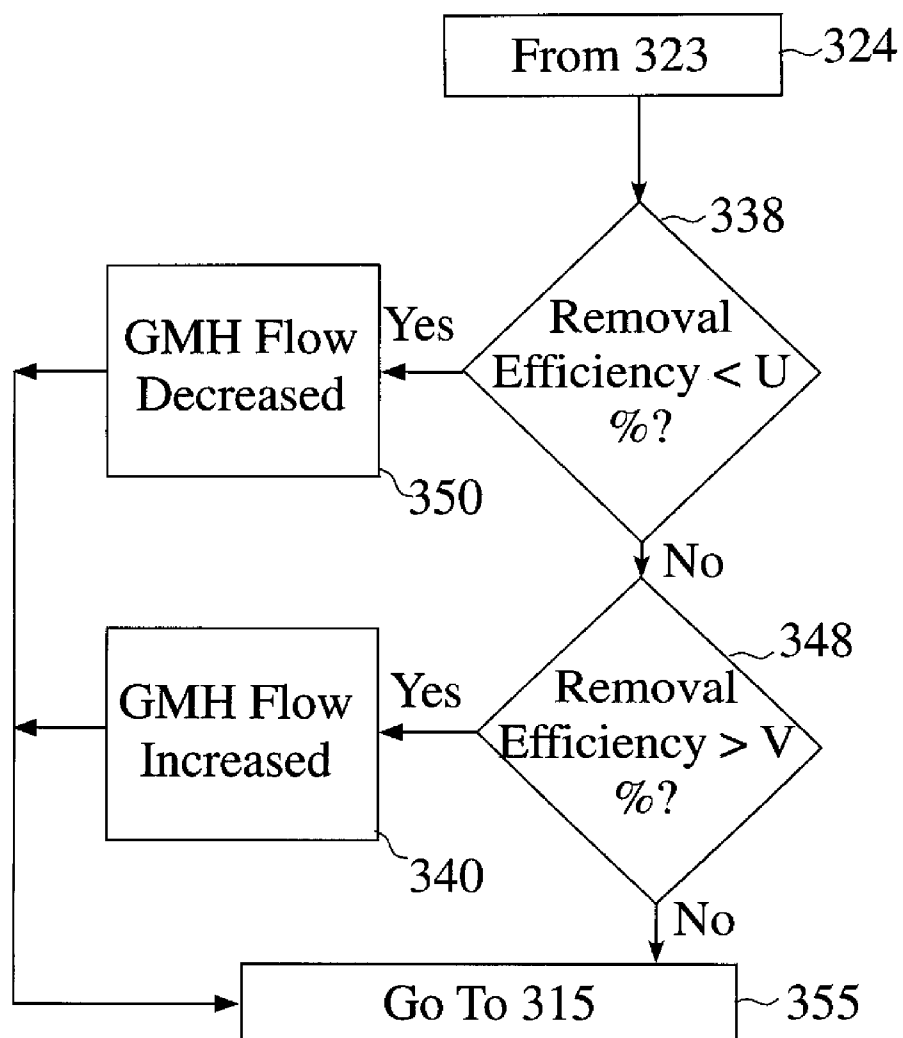 From 323
324
338
Removal
Efficiency < U
%?
Yes
GMH Flow
Decreased
350
No
348
Removal
Efficiency > V
%?
Yes
GMH Flow
Increased
340
No
Go To 315
355